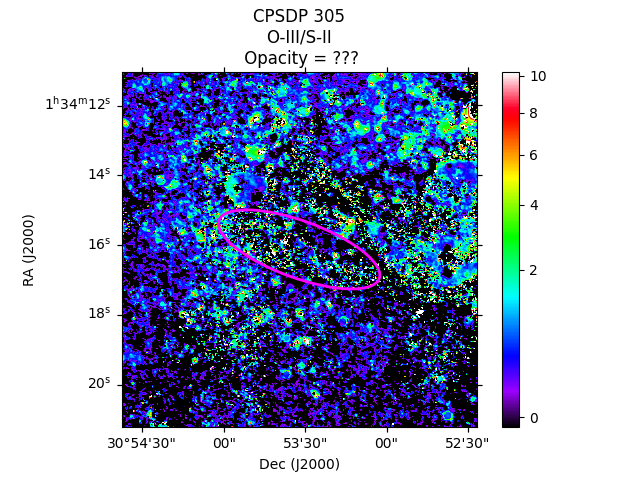 CPSDP 305
O-III/S-II
Opacity = ???
RA (J2000)
1ʰ34ᵐ12ˢ
14ˢ
16ˢ
18ˢ
20ˢ
30°54'30" 00" 53'30" 00" 52'30"
Dec (J2000)
10
8
6
4
2
0